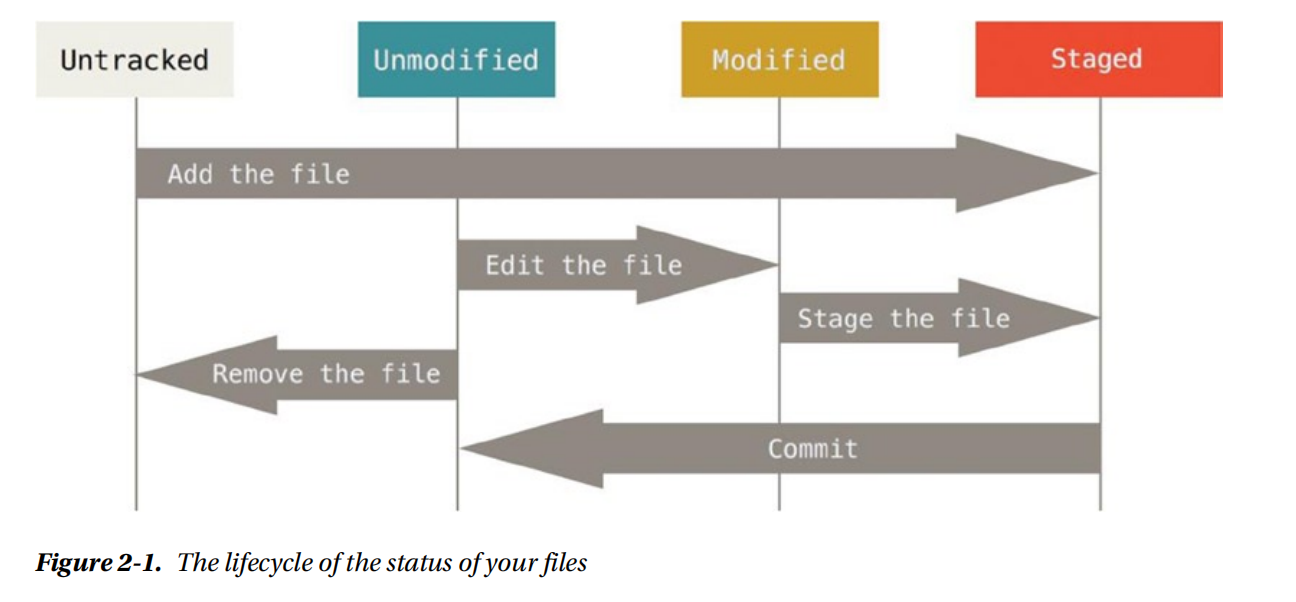 Untracked
Unmodified
Modified
Staged
Add the file
Edit the file
Stage the file
Remove the file
Commit
Figure 2-1. The lifecycle of the status of your files